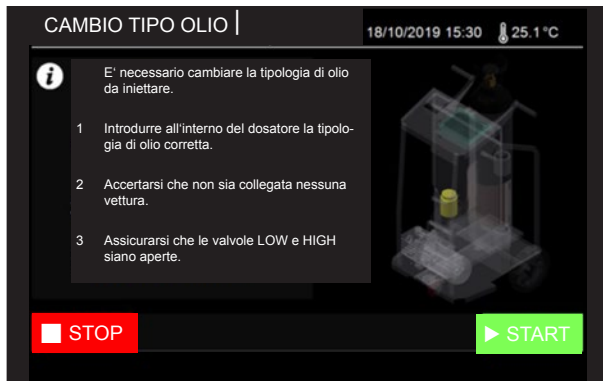 CAMBIO TIPO OLIO
18/10/2019 15:30 25.1°C
i
E' necessario cambiare la tipologia di olio
da iniettare.
1 Introdurre all'interno del dosatore la tipolo-
gia di olio corretta.
2 Accertarsi che non sia collegata nessuna
vettura.
3 Assicurarsi che le valvole LOW e HIGH
siano aperte.
STOP
START